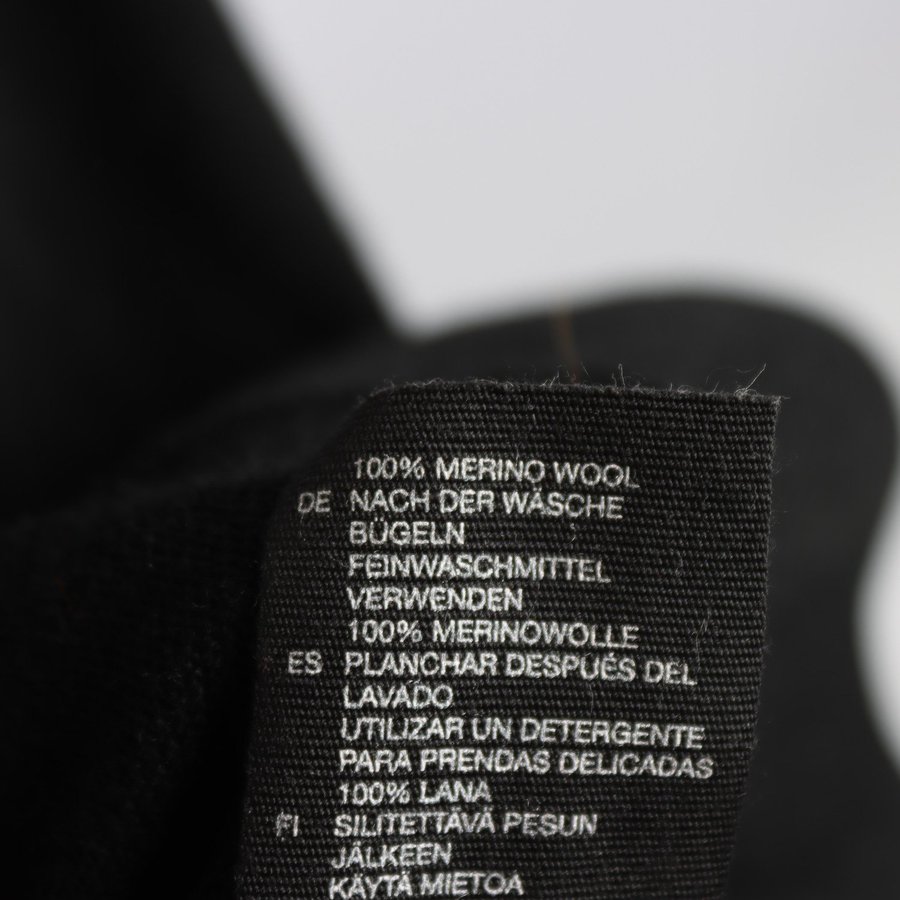 100% MERINO WOOL
DE NACH DER WÄSCHE
BÜGELN
FEINWASCHMITTEL
VERWENDEN
100% MERINOWOLLE
ES PLANCHAR DESPUÉS DEL
LAVADO
UTILIZAR UN DETERGENTE
PARA PRENDAS DELICADAS
100% LANA
FI SILITETTÄVÄ PESUN
JÄLKEEN
KÄYTÄ MIETOA